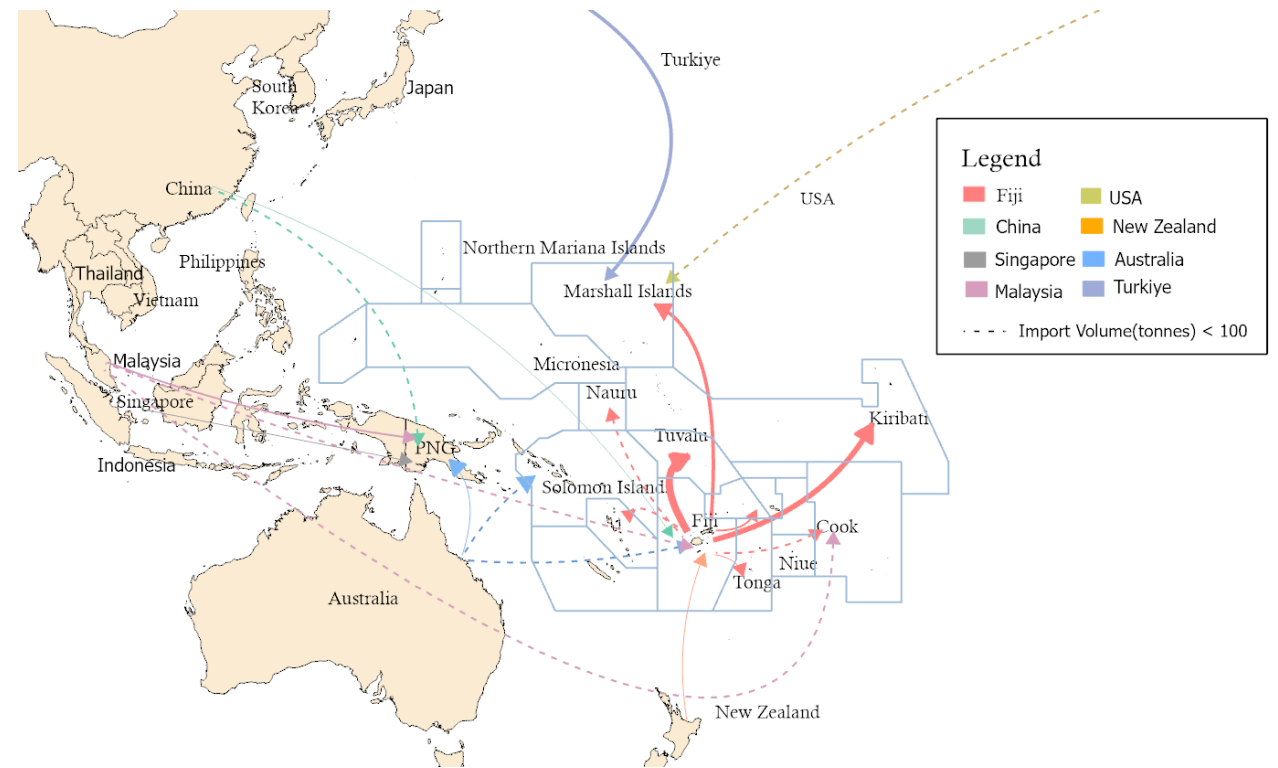 Turkiye
South
Korea
Japan
USA
China
Northern Mariana Islands
Philippines
Thailand
Marshall Islands
Vietnam
Malaysia
Micronesia
Nauru
Singapore
Kiribati
Tuvalu
PNG
Indonesia
Solomon Island
Fiji
Cook
Niue
Tonga
Australia
New Zealand
Legend
Fiji
USA
China
New Zealand
Singapore
Australia
Malaysia
Turkiye
Import Volume(tonnes) < 100